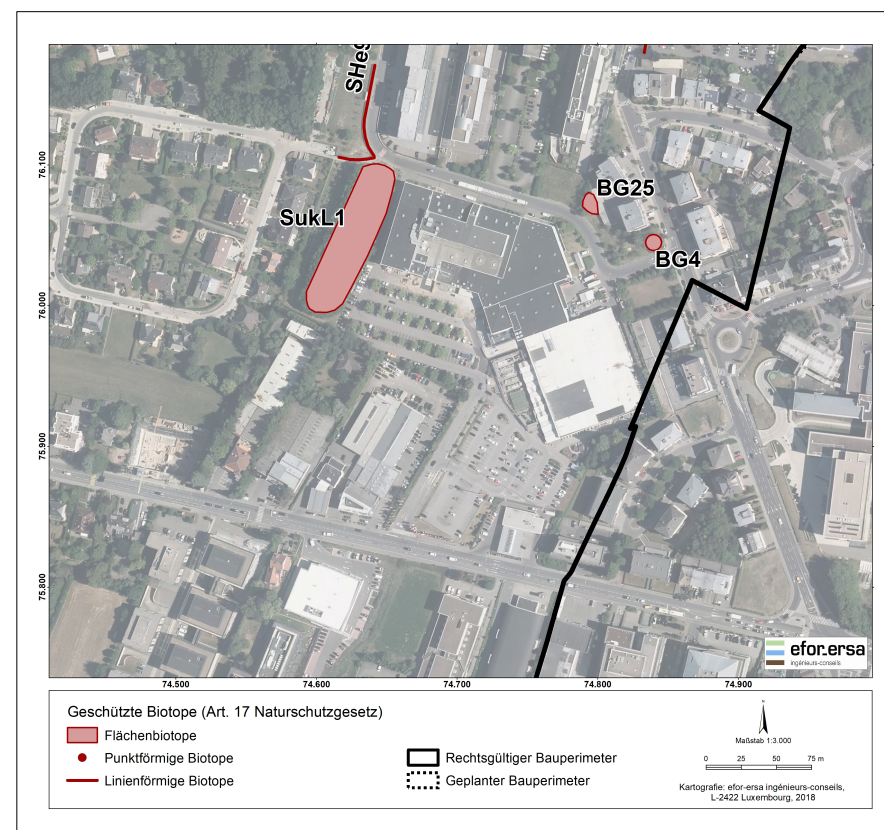 SHec
SukL1
BG25
BG4
76.100
76.000
75.900
75.800
74.500
74.600
74.700
74.800
74.900
efor.ersa
ingénieurs-conseils
Geschützte Biotope (Art. 17 Naturschutzgesetz)
Flächenbiotope
Punktförmige Biotope
Linienförmige Biotope
Rechtsgültiger Bauperimeter
Geplanter Bauperimeter
N
Maßstab 1:3.000
0 25 50 75 m
Kartografie: efor-ersa ingénieurs-conseils,
L-2422 Luxembourg, 2018